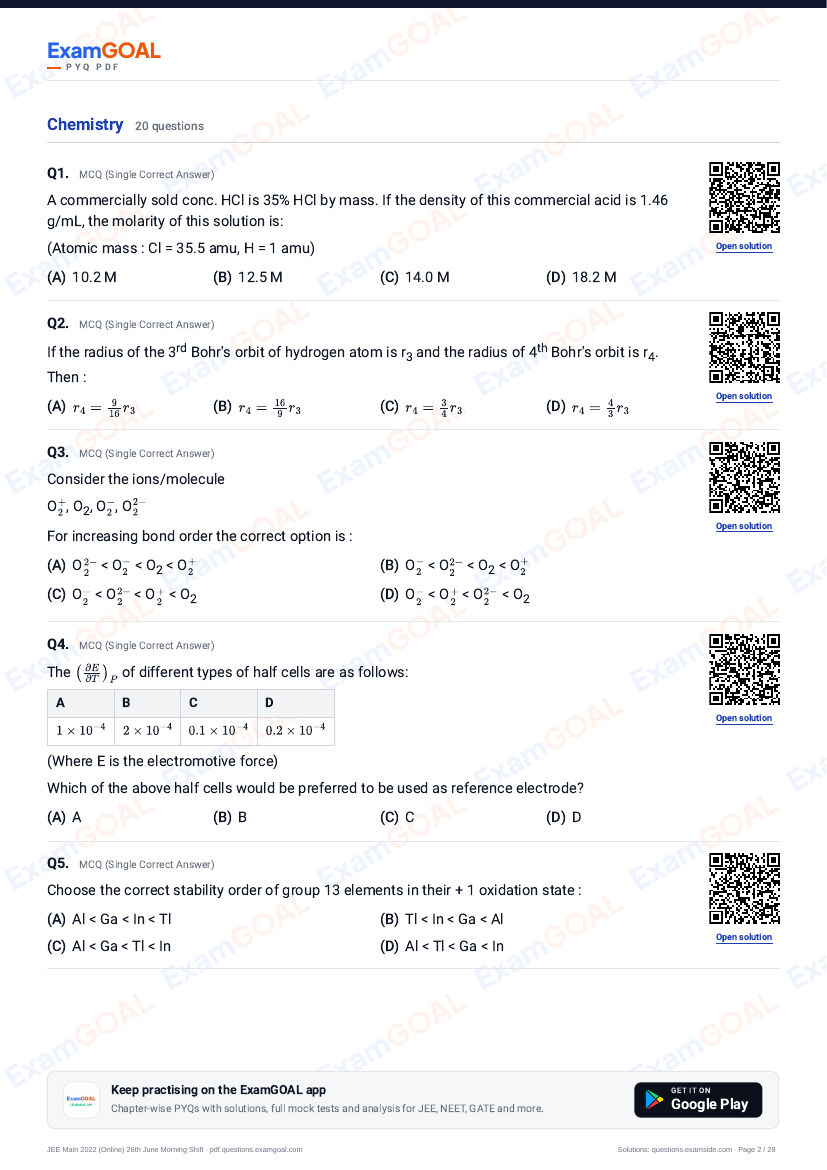 ExamGOAL
PYQ PDF
Chemistry 20 questions
Q1. MCQ (Single Correct Answer)
A commercially sold conc. HCl is 35% HCl by mass. If the density of this commercial acid is 1.46
g/mL, the molarity of this solution is:
(Atomic mass : Cl = 35.5 amu, H = 1 amu)
(A) 10.2 M (B) 12.5 M (C) 14.0 M (D) 18.2 M
Open solution
Q2. MCQ (Single Correct Answer)
If the radius of the 3rd Bohr's orbit of hydrogen atom is r₃ and the radius of 4th Bohr's orbit is r₄.
Then :
(A) r₄ = 9/16 r₃ (B) r₄ = 16/9 r₃ (C) r₄ = 3/4 r₃ (D) r₄ = 4/3 r₃
Open solution
Q3. MCQ (Single Correct Answer)
Consider the ions/molecule
O₂⁺, O₂, O₂⁻, O₂²⁻
For increasing bond order the correct option is :
(A) O₂²⁻ < O₂⁻ < O₂ < O₂⁺ (B) O₂⁻ < O₂²⁻ < O₂ < O₂⁺
(C) O₂⁻ < O₂²⁻ < O₂⁺ < O₂ (D) O₂⁻ < O₂⁺ < O₂²⁻ < O₂
Open solution
Q4. MCQ (Single Correct Answer)
The (∂E/∂T)P of different types of half cells are as follows:
A B C D
1 × 10⁻⁴ 2 × 10⁻⁴ 0.1 × 10⁻⁴ 0.2 × 10⁻⁴
(Where E is the electromotive force)
Which of the above half cells would be preferred to be used as reference electrode?
(A) A (B) B (C) C (D) D
Open solution
Q5. MCQ (Single Correct Answer)
Choose the correct stability order of group 13 elements in their + 1 oxidation state :
(A) Al < Ga < In < Tl (B) Tl < In < Ga < Al
(C) Al < Ga < Tl < In (D) Al < Tl < Ga < In
Open solution
Keep practising on the ExamGOAL app
Chapter-wise PYQs with solutions, full mock tests and analysis for JEE, NEET, GATE and more.
GET IT ON
Google Play
JEE Main 2022 (Online) 26th June Morning Shift · pdf.questions.examgoal.com Solutions: questions.examside.com · Page 2 / 28